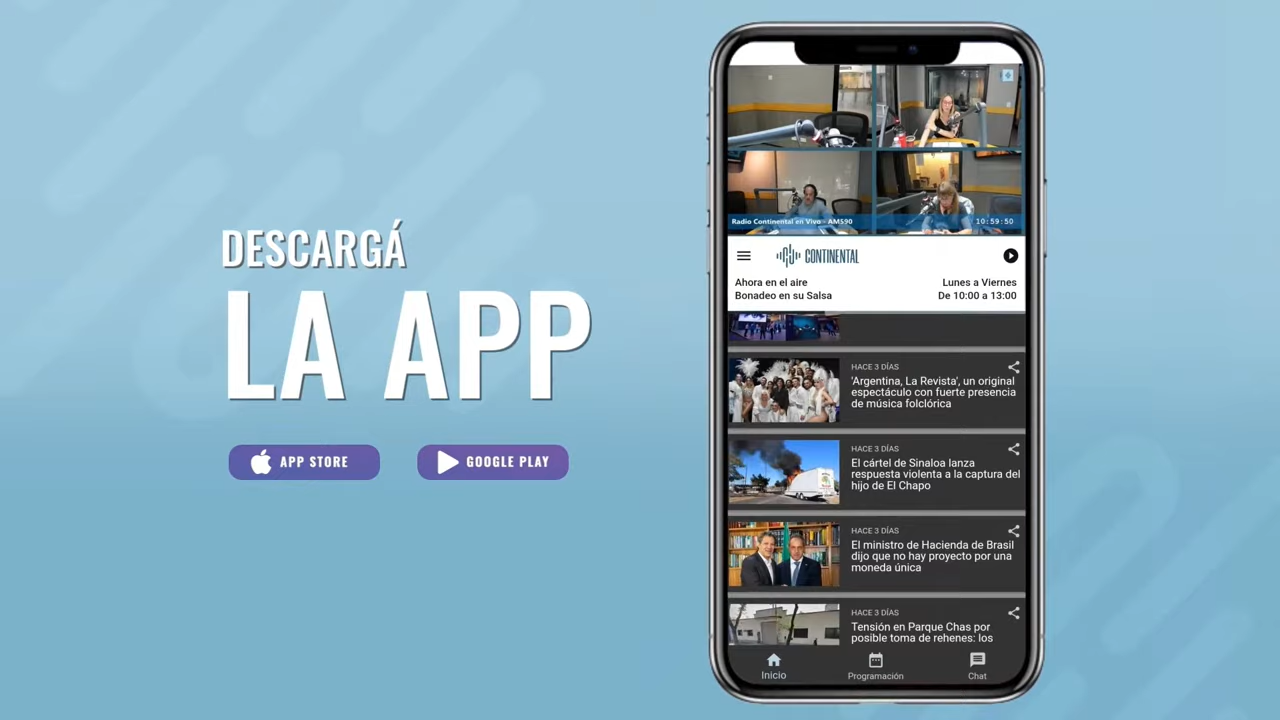 DESCARGÁ
LA APP
APP STORE
GOOGLE PLAY
Radio Continental en Vivo - AM590
10:59:50
CONTINENTAL
Ahora en el aire
Bonadeo en su Salsa
Lunes a Viernes
De 10:00 a 13:00
HACE 3 DÍAS
'Argentina, La Revista', un original
espectáculo con fuerte presencia
de música folclórica
HACE 3 DÍAS
El cártel de Sinaloa lanza
respuesta violenta a la captura del
hijo de El Chapo
HACE 3 DÍAS
El ministro de Hacienda de Brasil
dijo que no hay proyecto por una
moneda única
HACE 3 DÍAS
Tensión en Parque Chas por
posible toma de rehenes: los
Inicio
Programación
Chat